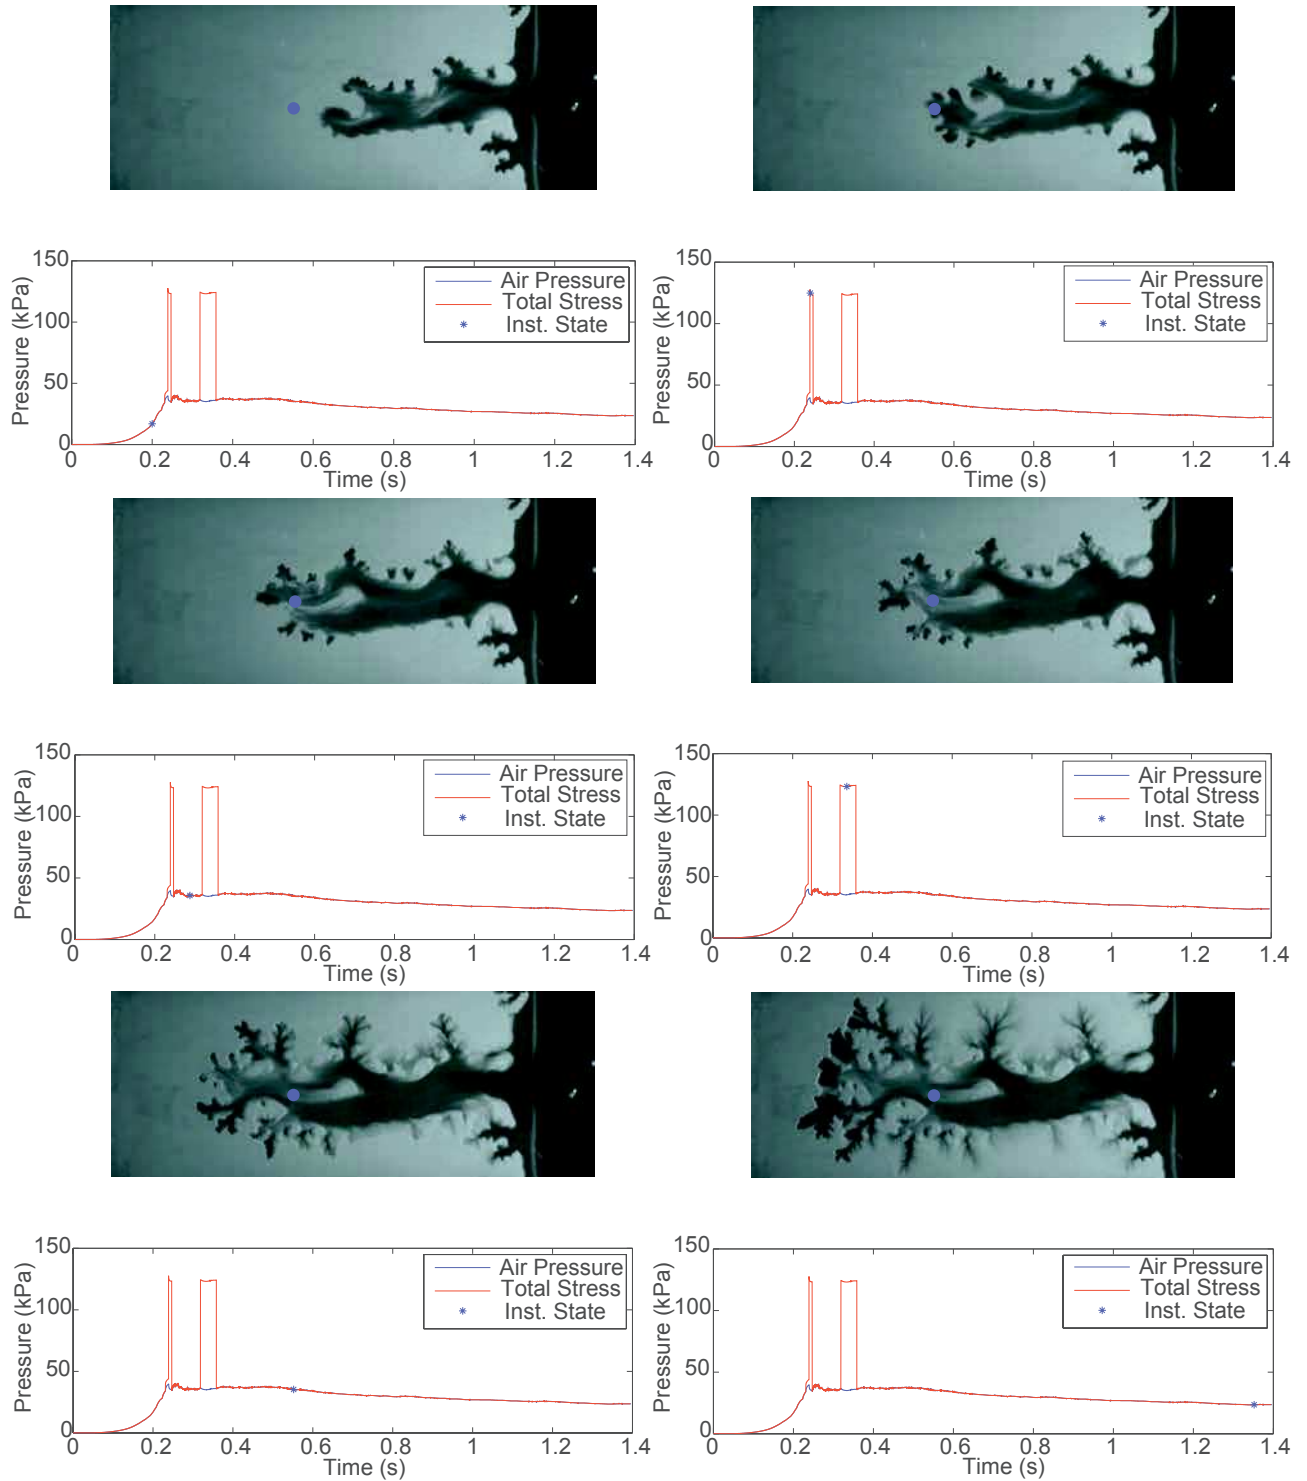 150
100
50
0
Pressure (kPa)
Air Pressure
Total Stress
Inst. State
0 0.2 0.4 0.6 0.8 1 1.2 1.4
Time (s)
150
100
50
0
Pressure (kPa)
Air Pressure
Total Stress
Inst. State
0 0.2 0.4 0.6 0.8 1 1.2 1.4
Time (s)
150
100
50
0
Pressure (kPa)
Air Pressure
Total Stress
Inst. State
0 0.2 0.4 0.6 0.8 1 1.2 1.4
Time (s)
150
100
50
0
Pressure (kPa)
Air Pressure
Total Stress
Inst. State
0 0.2 0.4 0.6 0.8 1 1.2 1.4
Time (s)
150
100
50
0
Pressure (kPa)
Air Pressure
Total Stress
Inst. State
0 0.2 0.4 0.6 0.8 1 1.2 1.4
Time (s)
150
100
50
0
Pressure (kPa)
Air Pressure
Total Stress
Inst. State
0 0.2 0.4 0.6 0.8 1 1.2 1.4
Time (s)